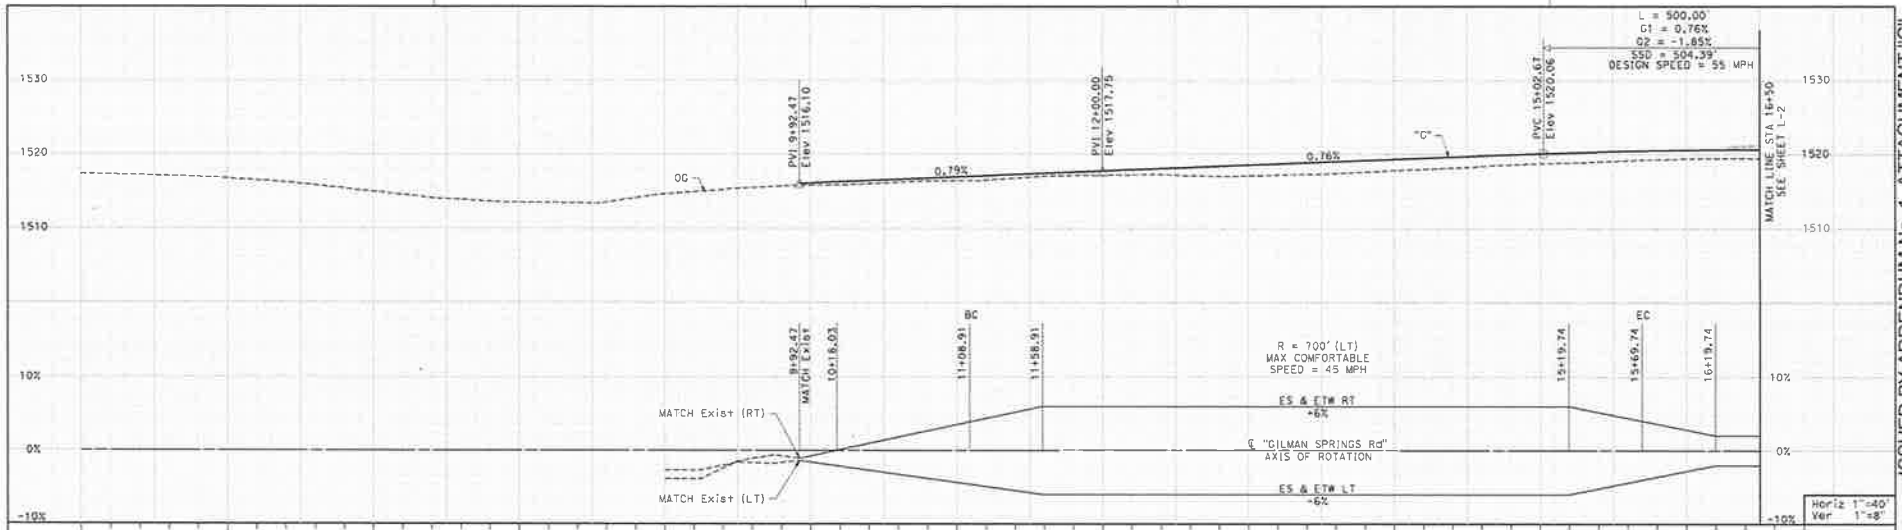 L = 500.00'
G1 = 0.76%
G2 = -1.85%
SSD = 504.39'
DESIGN SPEED = 55 MPH
1530
1530
PVI 9+92.47
Elev 1516.10
PVI 12+00.00
Elev 1517.75
PVC 15+02.67
Elev 1520.06
MATCH LINE STA 16+50
SEE SHEET L-2
1520
1520
OG
0.79%
0.76%
1510
1510
BC
EC
9+92.47
MATCH Exist
11+08.91
11+58.91
R = 700' (LT)
MAX COMFORTABLE
SPEED = 45 MPH
15+19.74
15+69.74
16+19.74
10%
10%
MATCH Exist (RT)
ES & ETW RT
+6%
0%
0%
℄ "GILMAN SPRINGS Rd"
AXIS OF ROTATION
MATCH Exist (LT)
ES & ETW LT
-6%
-10%
-10%
Horiz 1"=40'
Ver 1"=8'